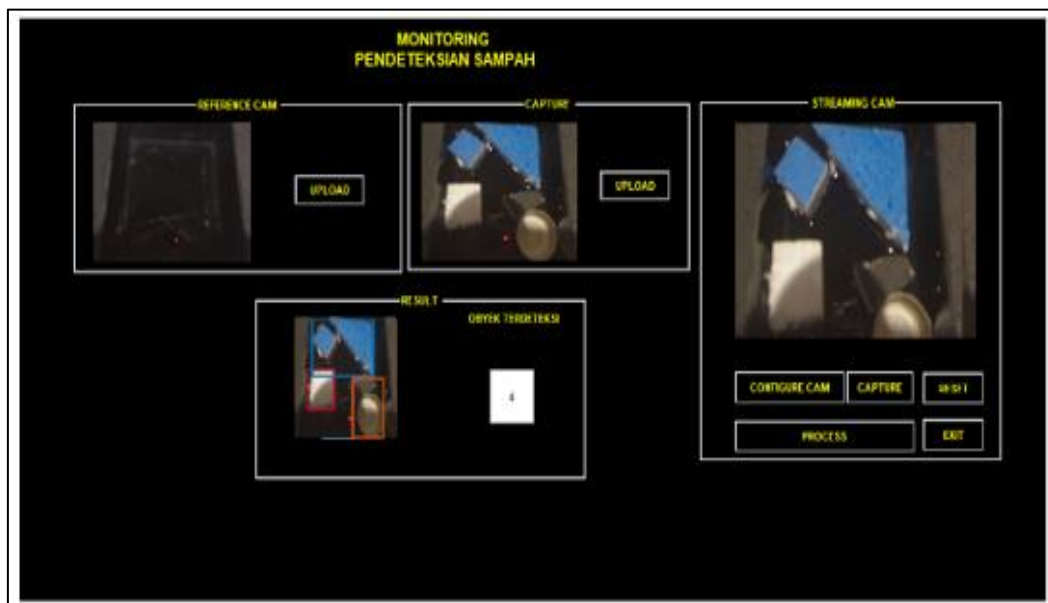 MONITORING
PENDETEKSIAN SAMPAH
REFERENCE CAM
CAPTURE
STREAMING CAM
UPLOAD
UPLOAD
RESULT
OBYEK TERDETEKSI
4
CONFIGURE CAM
CAPTURE
RESET
PROCESS
EXIT